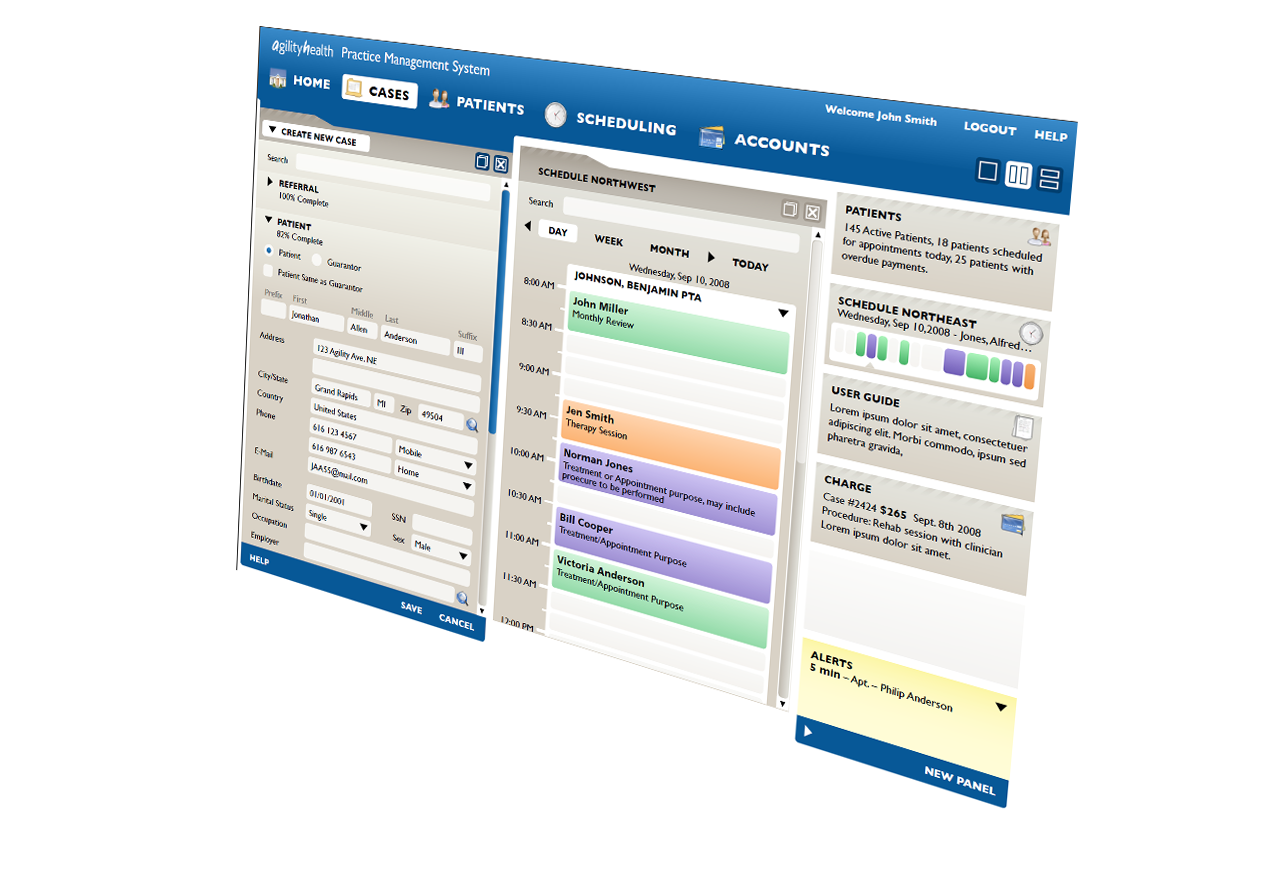 agilityhealth Practice Management System
HOME
CASES
PATIENTS
SCHEDULING
ACCOUNTS
Welcome John Smith
LOGOUT
HELP
CREATE NEW CASE
Search
REFERRAL
100% Complete
PATIENT
82% Complete
Patient
Guarantor
Patient Same as Guarantor
Prefix
First
Middle
Last
Suffix
Jonathan
Allen
Anderson
III
Address
123 Agility Ave, NE
City/State
Grand Rapids
MI
Zip
49504
Country
United States
Phone
616 123 4567
Mobile
616 987 6543
Home
E-Mail
JAA55@mail.com
Birthdate
01/01/2001
SSN
Marital Status
Single
Sex
Male
Occupation
Employer
HELP
SAVE
CANCEL
SCHEDULE NORTHWEST
Search
DAY
WEEK
MONTH
TODAY
Wednesday, Sep 10, 2008
JOHNSON, BENJAMIN PTA
8:00 AM
John Miller
Monthly Review
8:30 AM
9:00 AM
9:30 AM
Jen Smith
Therapy Session
10:00 AM
Norman Jones
Treatment or Appointment purpose, may include
proecure to be performed
10:30 AM
Bill Cooper
Treatment/Appointment Purpose
11:00 AM
Victoria Anderson
Treatment/Appointment Purpose
11:30 AM
12:00 PM
PATIENTS
145 Active Patients, 18 patients scheduled
for appointments today, 25 patients with
overdue payments.
SCHEDULE NORTHEAST
Wednesday, Sep 10,2008 - Jones, Alfred...
USER GUIDE
Lorem ipsum dolor sit amet, consectetuer
adipiscing elit. Morbi commodo, ipsum sed
pharetra gravida,
CHARGE
Case #2424 $265 Sept. 8th 2008
Procedure: Rehab session with clinician
Lorem ipsum dolor sit amet.
ALERTS
5 min – Apt. – Philip Anderson
NEW PANEL